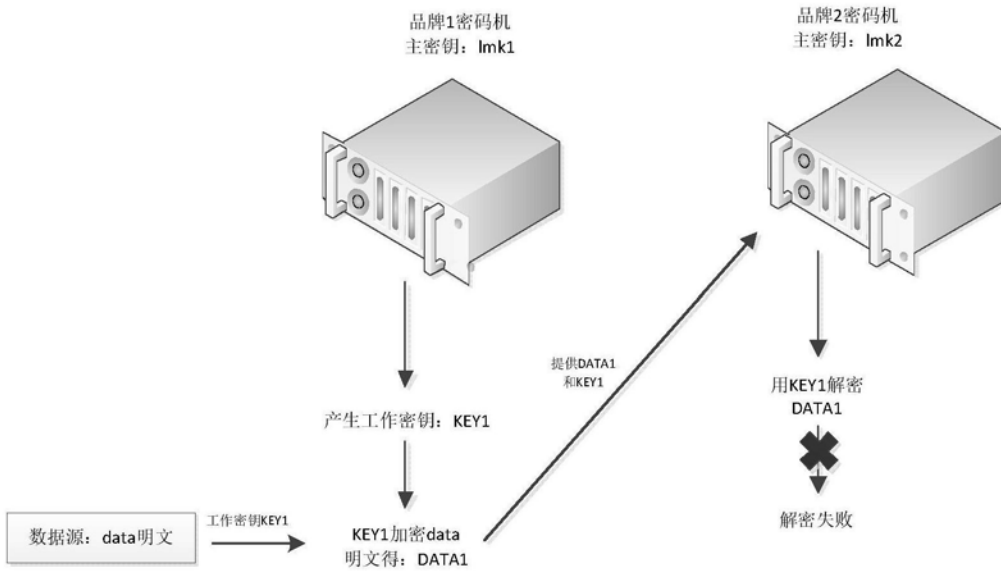 品牌1密码机
主密钥：lmk1
品牌2密码机
主密钥：lmk2
提供DATA1
和KEY1
产生工作密钥：KEY1
用KEY1解密
DATA1
数据源：data明文
工作密钥KEY1
KEY1加密data
明文得：DATA1
解密失败